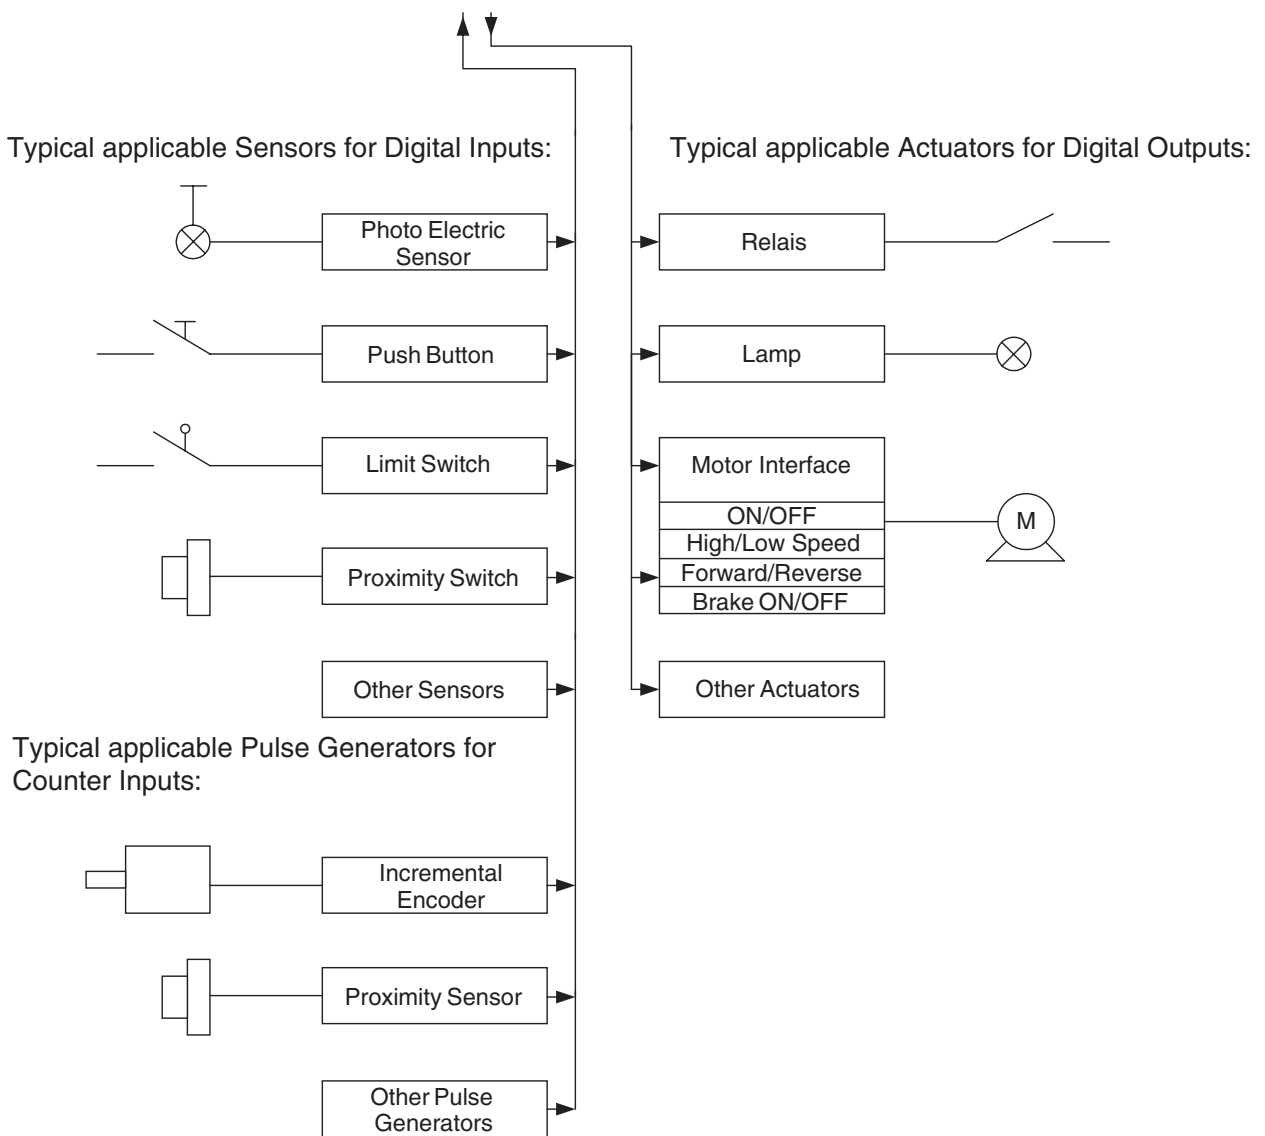 Typical applicable Sensors for Digital Inputs:
Photo Electric
Sensor
Push Button
Limit Switch
Proximity Switch
Other Sensors
Typical applicable Pulse Generators for
Counter Inputs:
Incremental
Encoder
Proximity Sensor
Other Pulse
Generators
Typical applicable Actuators for Digital Outputs:
Relais
Lamp
Motor Interface
ON/OFF
High/Low Speed
Forward/Reverse
Brake ON/OFF
M
Other Actuators